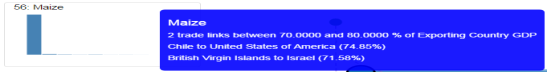 56: Maize
Maize
2 trade links between 70.0000 and 80.0000 % of Exporting Country GDP
Chile to United States of America (74.85%)
British Virgin Islands to Israel (71.58%)